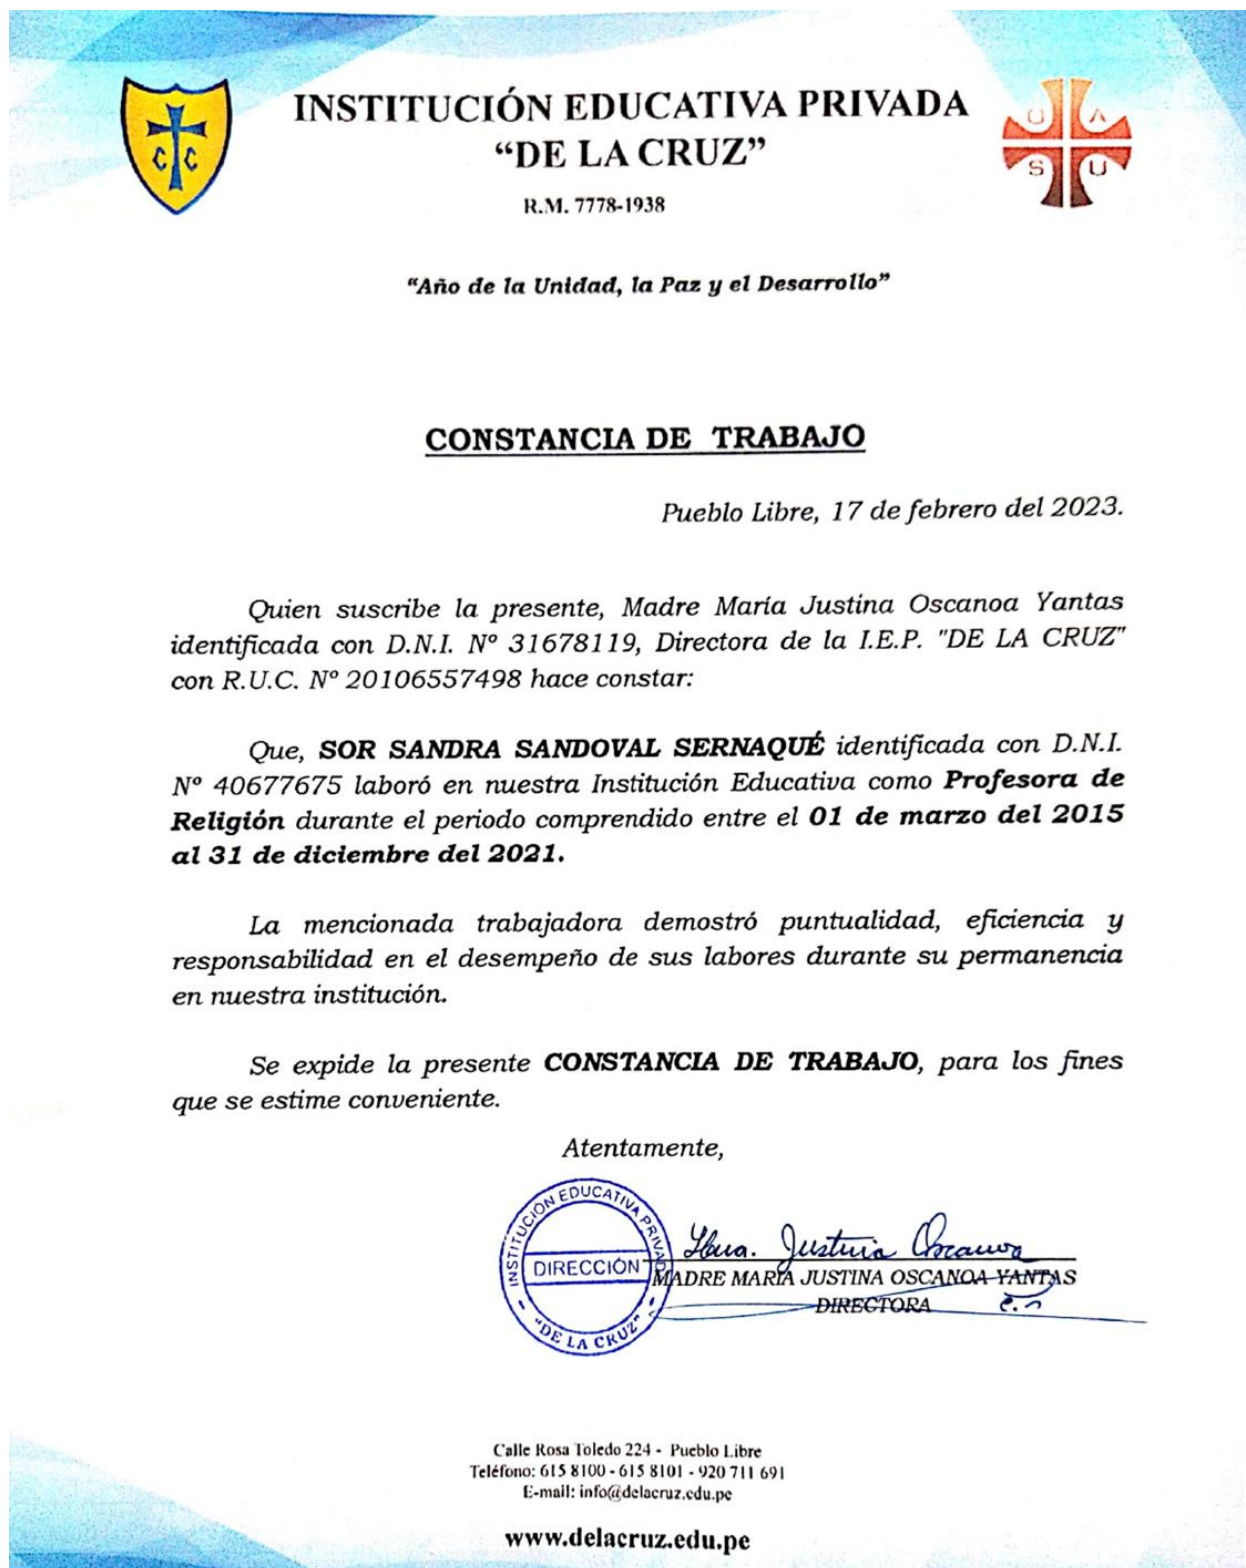 INSTITUCIÓN EDUCATIVA PRIVADA
“DE LA CRUZ”
R.M. 7778-1938
C C
U A
S U
“Año de la Unidad, la Paz y el Desarrollo”
CONSTANCIA DE TRABAJO
Pueblo Libre, 17 de febrero del 2023.
Quien suscribe la presente, Madre María Justina Oscanoa Yantas
identificada con D.N.I. Nº 31678119, Directora de la I.E.P. "DE LA CRUZ"
con R.U.C. Nº 20106557498 hace constar:
Que, SOR SANDRA SANDOVAL SERNAQUÉ identificada con D.N.I.
Nº 40677675 laboró en nuestra Institución Educativa como Profesora de
Religión durante el periodo comprendido entre el 01 de marzo del 2015
al 31 de diciembre del 2021.
La mencionada trabajadora demostró puntualidad, eficiencia y
responsabilidad en el desempeño de sus labores durante su permanencia
en nuestra institución.
Se expide la presente CONSTANCIA DE TRABAJO, para los fines
que se estime conveniente.
Atentamente,
INSTITUCIÓN EDUCATIVA PRIVADA
DIRECCIÓN
"DE LA CRUZ"
Justina Oscanoa
MADRE MARÍA JUSTINA OSCANOA YANTAS
DIRECTORA
Calle Rosa Toledo 224 - Pueblo Libre
Teléfono: 615 8100 - 615 8101 - 920 711 691
E-mail: info@delacruz.edu.pe
www.delacruz.edu.pe